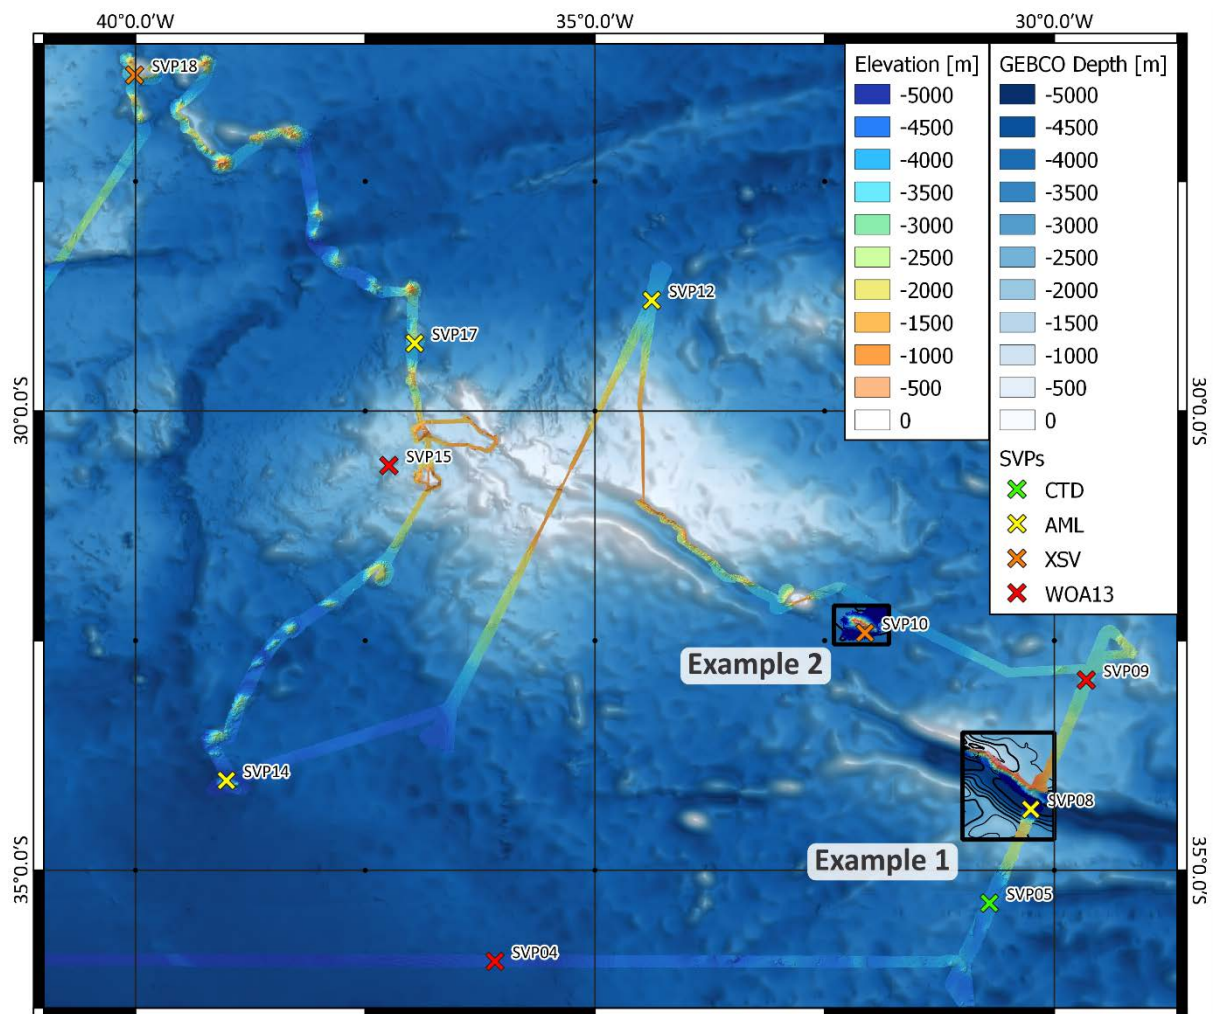 40°0.0'W
35°0.0'W
30°0.0'W
SVP18
Elevation [m]
-5000
-4500
-4000
-3500
-3000
-2500
-2000
-1500
-1000
-500
0
GEBCO Depth [m]
-5000
-4500
-4000
-3500
-3000
-2500
-2000
-1500
-1000
-500
0
SVPs
CTD
AML
XSV
WOA13
SVP12
SVP17
30°0.0'S
30°0.0'S
SVP15
SVP10
Example 2
SVP09
SVP14
SVP08
Example 1
35°0.0'S
35°0.0'S
SVP05
SVP04